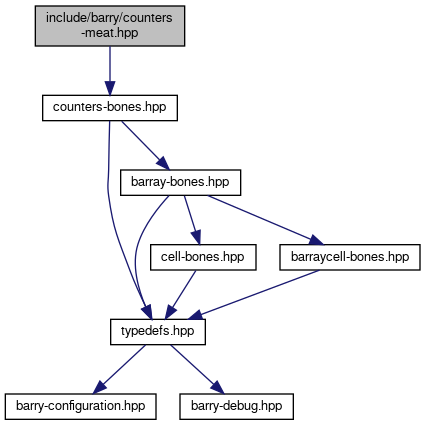 include/barry/counters
-meat.hpp
counters-bones.hpp
barray-bones.hpp
cell-bones.hpp
barraycell-bones.hpp
typedefs.hpp
barry-configuration.hpp
barry-debug.hpp